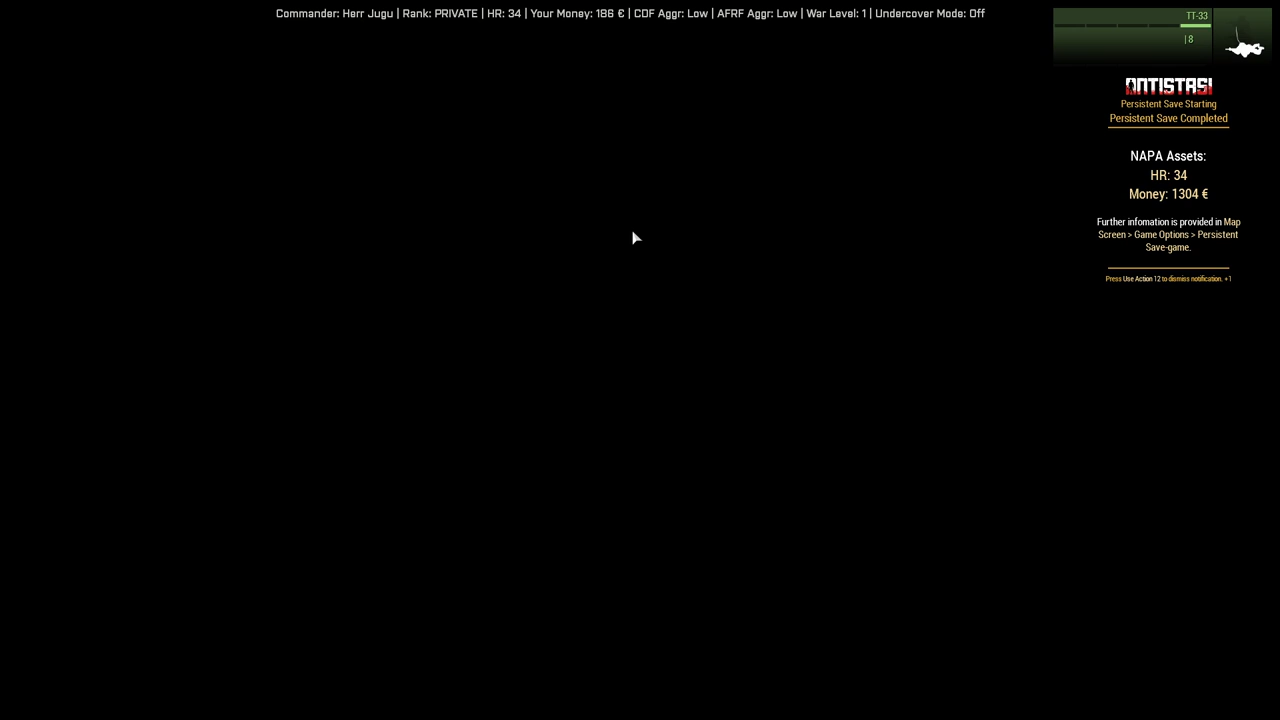 Commander: Herr Jugu | Rank: PRIVATE | HR: 34 | Your Money: 186 € | CDF Aggr: Low | AFRF Aggr: Low | War Level: 1 | Undercover Mode: Off
TT-33
| 8
ANTISTASI
Persistent Save Starting
Persistent Save Completed
NAPA Assets:
HR: 34
Money: 1304 €
Further infomation is provided in Map
Screen > Game Options > Persistent
Save-game.
Press Use Action 12 to dismiss notification. +1